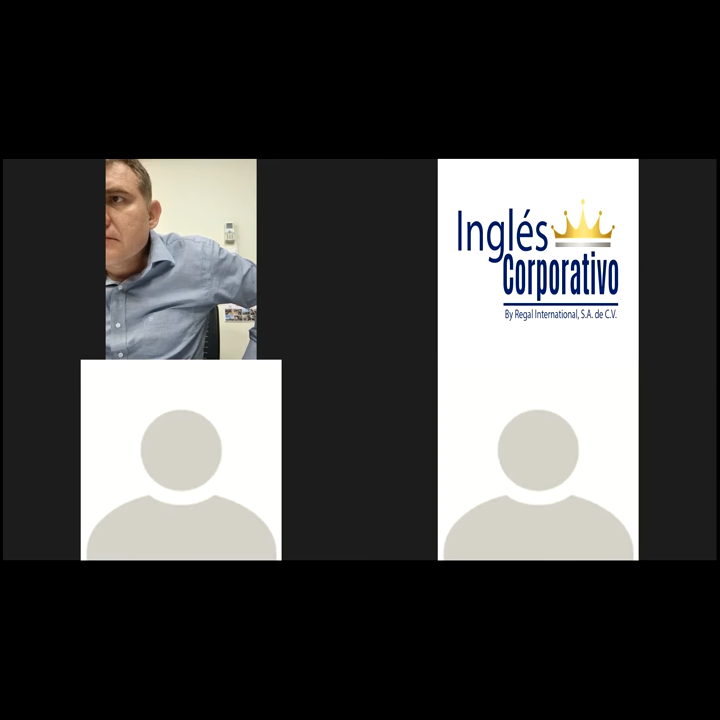 Inglés
Corporativo
By Regal International, S.A. de C.V.